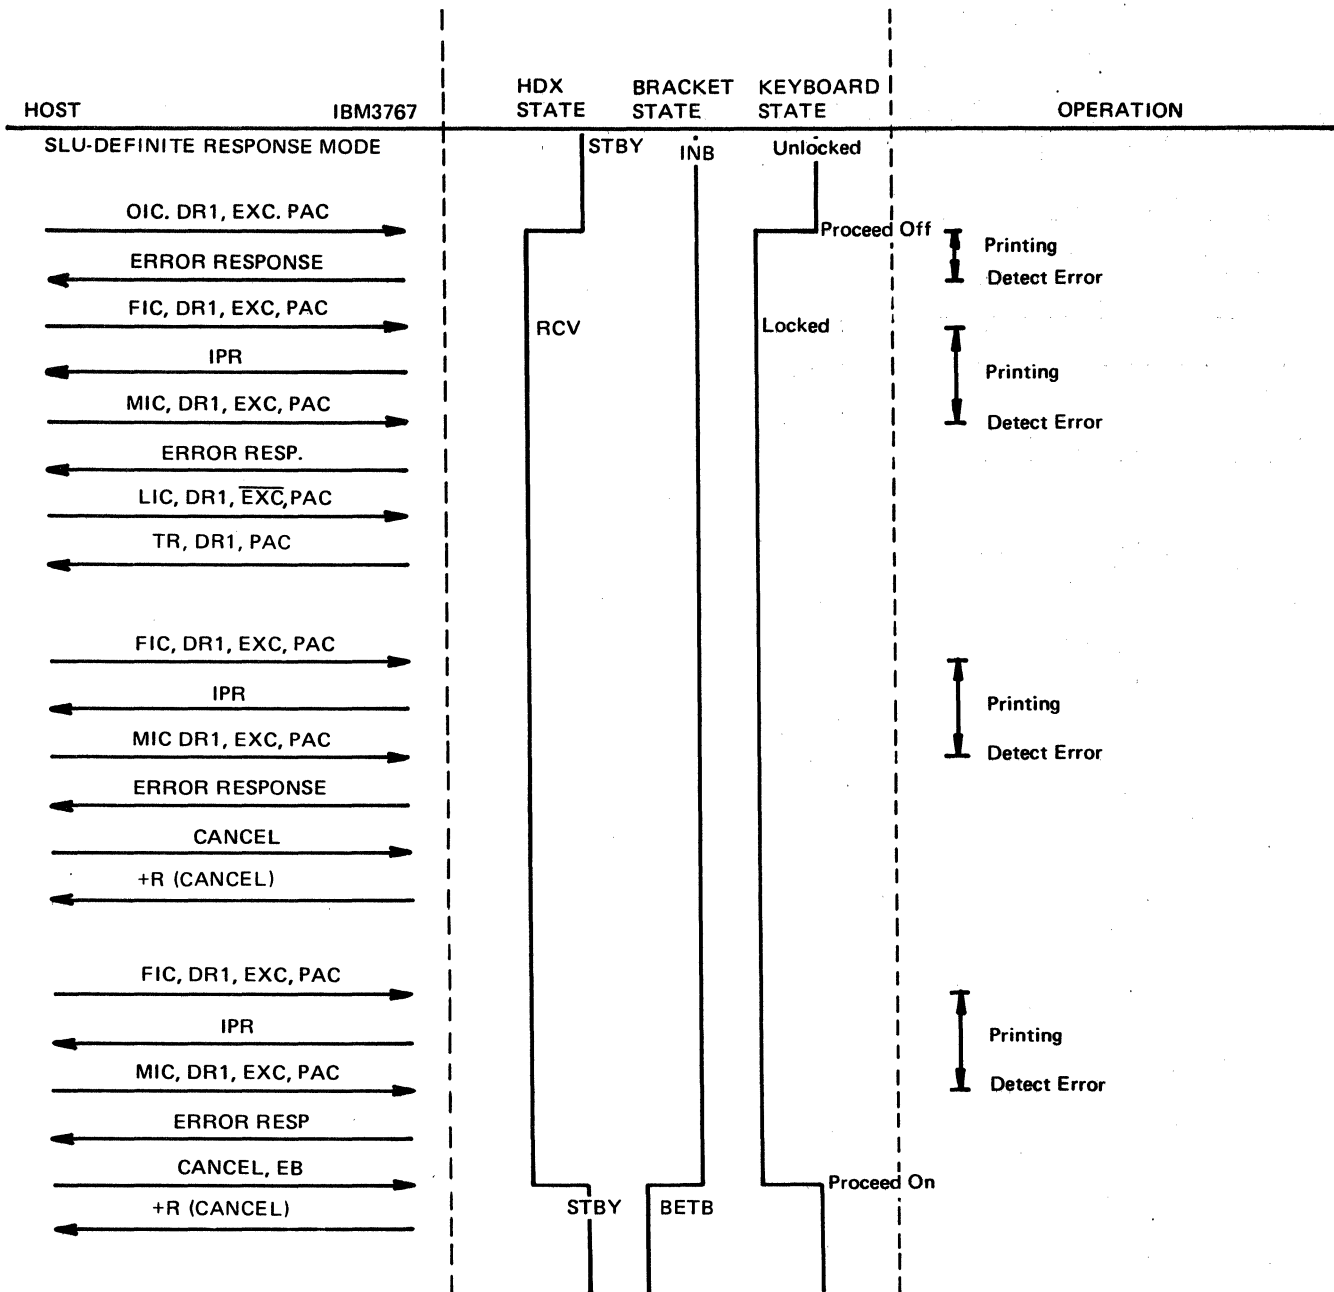 HDX BRACKET KEYBOARD
HOST IBM3767 STATE STATE STATE OPERATION
SLU-DEFINITE RESPONSE MODE STBY INB Unlocked
OIC. DR1, EXC. PAC
Proceed Off
Printing
ERROR RESPONSE
Detect Error
FIC, DR1, EXC, PAC
RCV Locked
IPR
Printing
MIC, DR1, EXC, PAC
Detect Error
ERROR RESP.
LIC, DR1, E̅X̅C̅, PAC
TR, DR1, PAC
FIC, DR1, EXC, PAC
IPR
Printing
MIC DR1, EXC, PAC
Detect Error
ERROR RESPONSE
CANCEL
+R (CANCEL)
FIC, DR1, EXC, PAC
IPR
Printing
MIC, DR1, EXC, PAC
Detect Error
ERROR RESP
CANCEL, EB
Proceed On
+R (CANCEL) STBY BETB